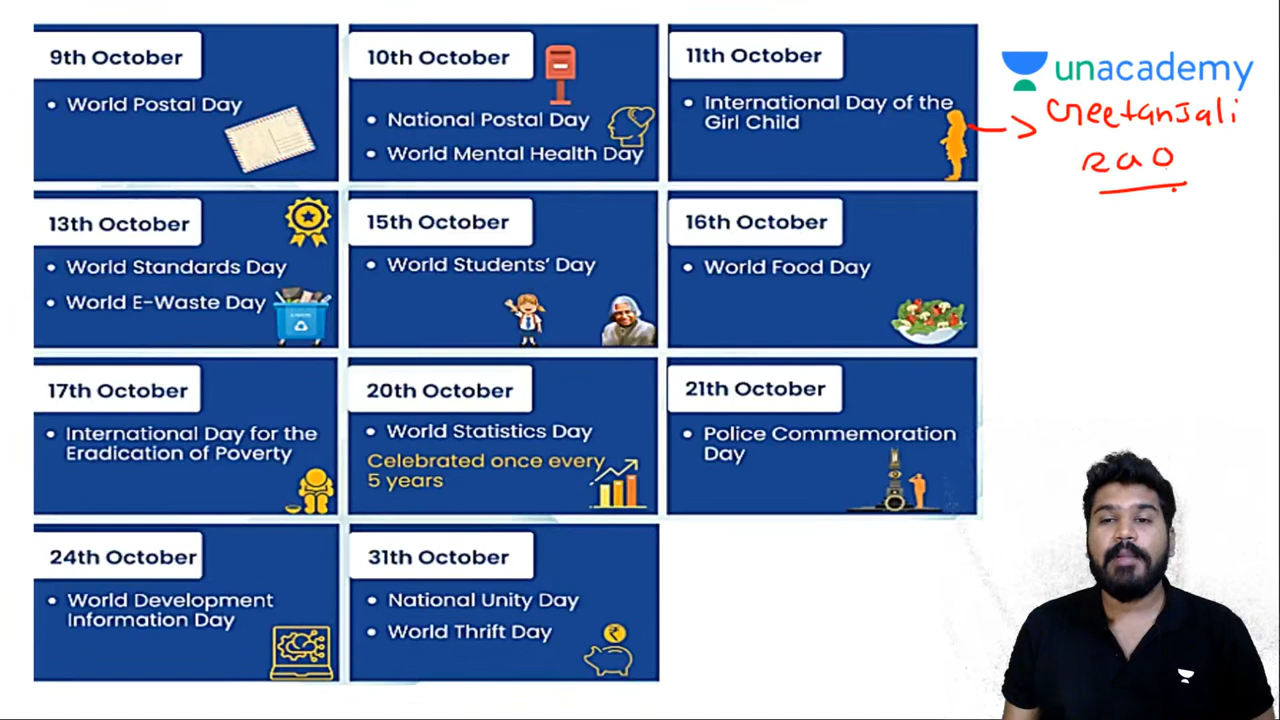 9th October
World Postal Day
10th October
National Postal Day
World Mental Health Day
11th October
International Day of the
Girl Child
unacademy
Geetanjali
Rao
13th October
World Standards Day
World E-Waste Day
15th October
World Students' Day
16th October
World Food Day
17th October
International Day for the
Eradication of Poverty
20th October
World Statistics Day
Celebrated once every
5 years
21th October
Police Commemoration
Day
24th October
World Development
Information Day
31th October
National Unity Day
World Thrift Day